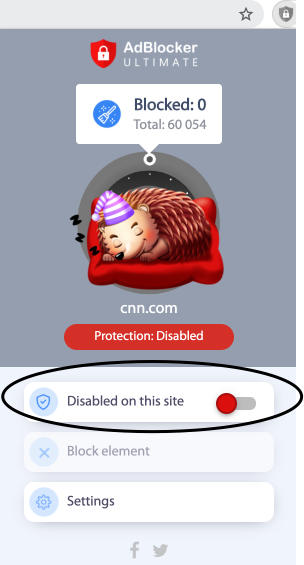 AdBlocker
ULTIMATE
Blocked: 0
Total: 60 054
cnn.com
Protection: Disabled
Disabled on this site
Block element
Settings